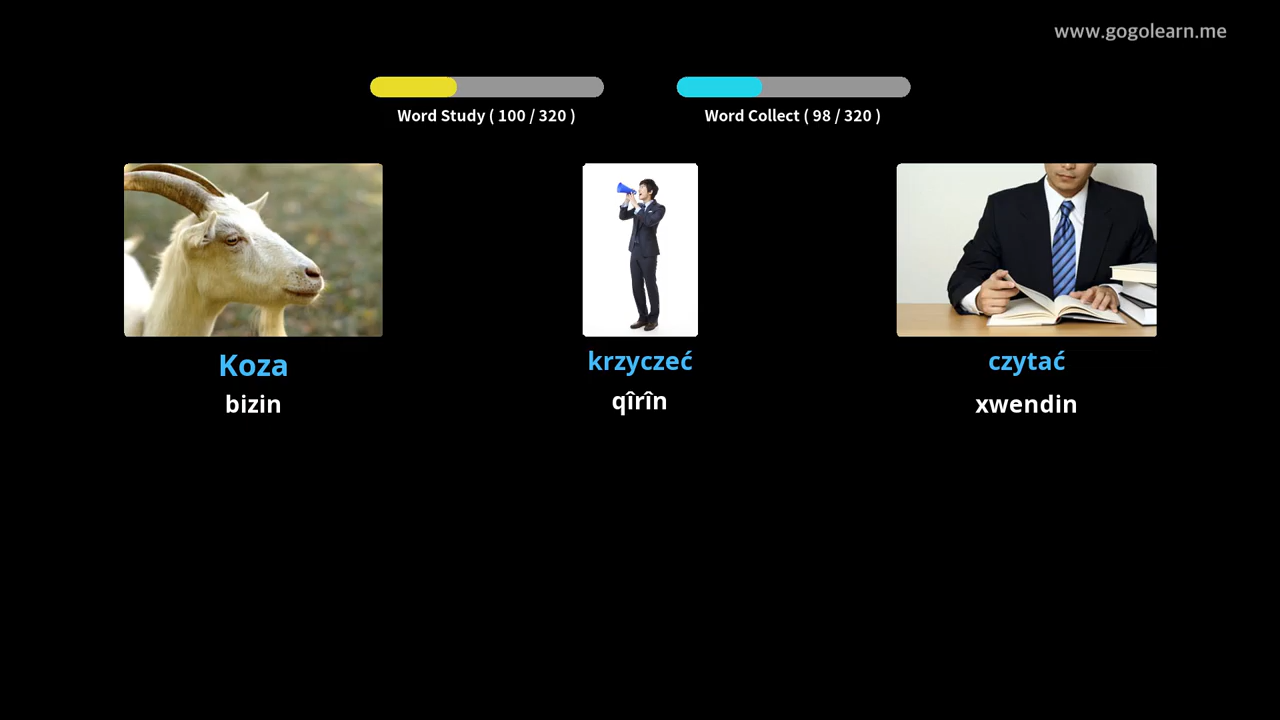 www.gogolearn.me
Word Study ( 100 / 320 )
Word Collect ( 98 / 320 )
Koza
bizin
krzyczeć
qîrîn
czytać
xwendin